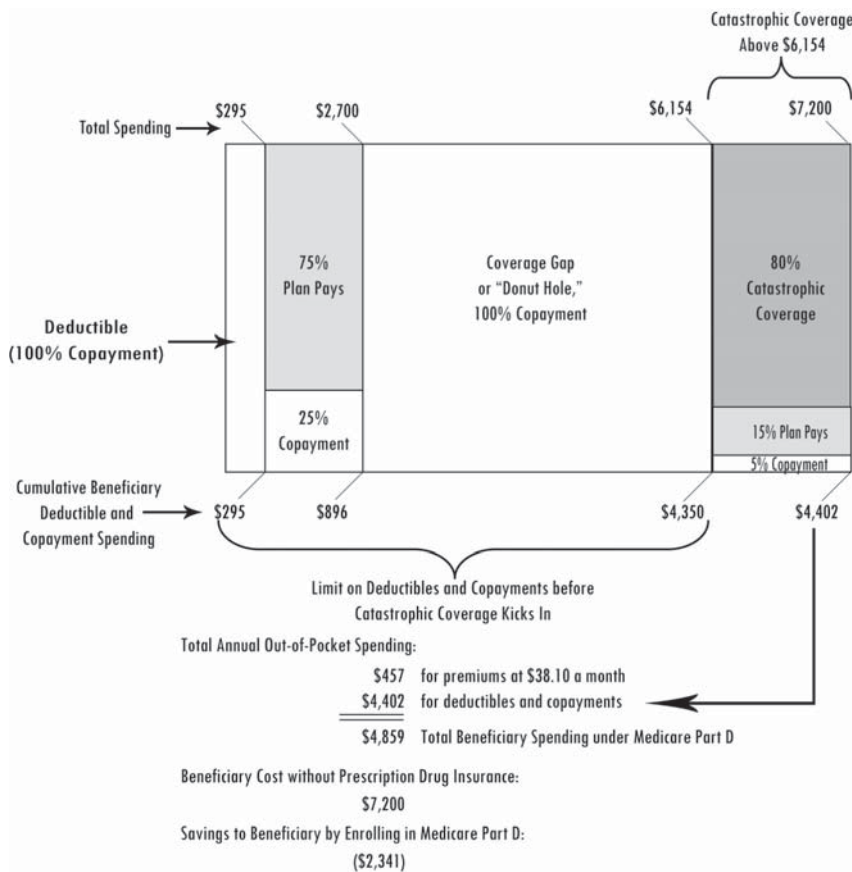 Catastrophic Coverage
Above $6,154
Total Spending
$295
$2,700
$6,154
$7,200
75%
Plan Pays
Coverage Gap
or “Donut Hole,”
100% Copayment
80%
Catastrophic
Coverage
Deductible
(100% Copayment)
25%
Copayment
15% Plan Pays
5% Copayment
Cumulative Beneficiary
Deductible and
Copayment Spending
$295
$896
$4,350
$4,402
Limit on Deductibles and Copayments before
Catastrophic Coverage Kicks In
Total Annual Out-of-Pocket Spending:
$457 for premiums at $38.10 a month
$4,402 for deductibles and copayments
$4,859 Total Beneficiary Spending under Medicare Part D
Beneficiary Cost without Prescription Drug Insurance:
$7,200
Savings to Beneficiary by Enrolling in Medicare Part D:
($2,341)